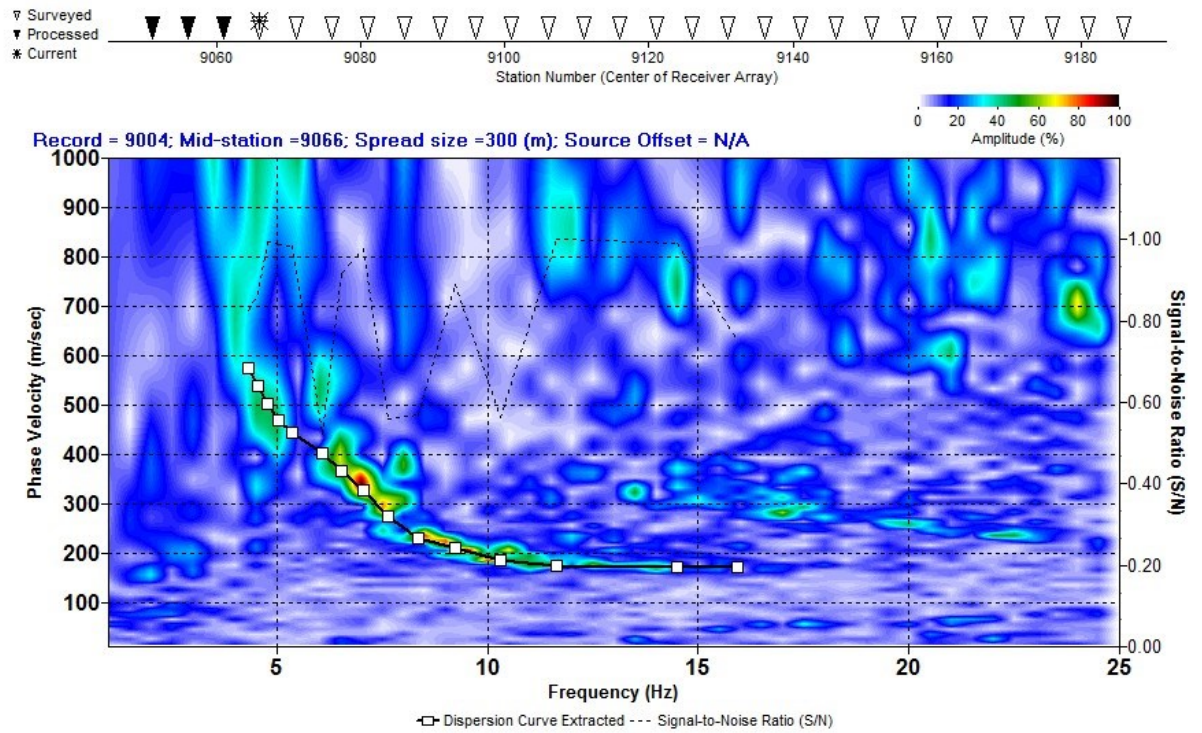 Surveyed
Processed
Current
9060 9080 9100 9120 9140 9160 9180
Station Number (Center of Receiver Array)
0 20 40 60 80 100
Amplitude (%)
Record = 9004; Mid-station =9066; Spread size =300 (m); Source Offset = N/A
1000
900
800
700
600
500
400
300
200
100
Phase Velocity (m/sec)
1.00
0.80
0.60
0.40
0.20
0.00
Signal-to-Noise Ratio (S/N)
5 10 15 20 25
Frequency (Hz)
Dispersion Curve Extracted Signal-to-Noise Ratio (S/N)